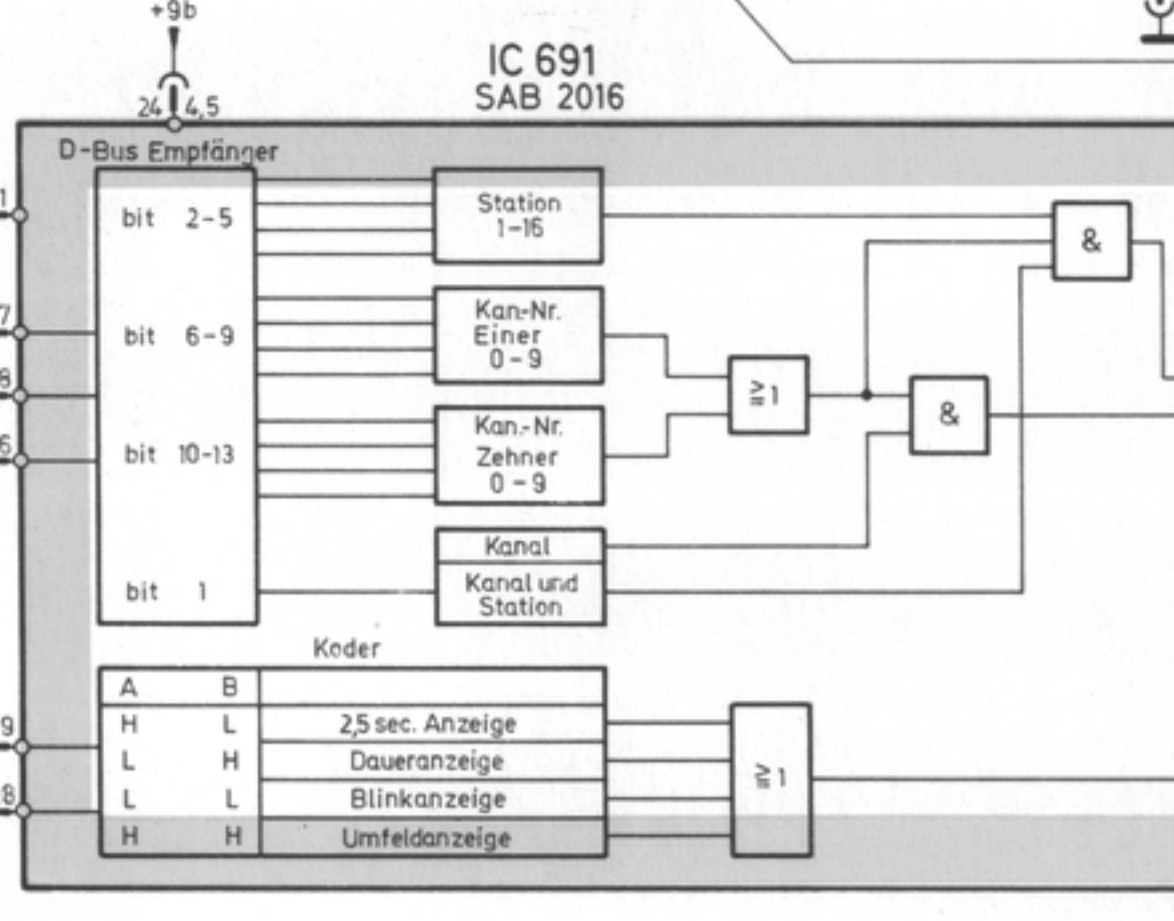 +9b
IC 691
SAB 2016
24 4,5
D-Bus Empfänger
1
bit 2-5
Station
1-16
&
7
bit 6-9
Kan-Nr.
Einer
0-9
≧1
8
&
6
bit 10-13
Kan.-Nr.
Zehner
0-9
Kanal
bit 1
Kanal und
Station
Koder
A B
9
H L 2,5 sec. Anzeige
L H Daueranzeige
≧1
8
L L Blinkanzeige
H H Umfeldanzeige